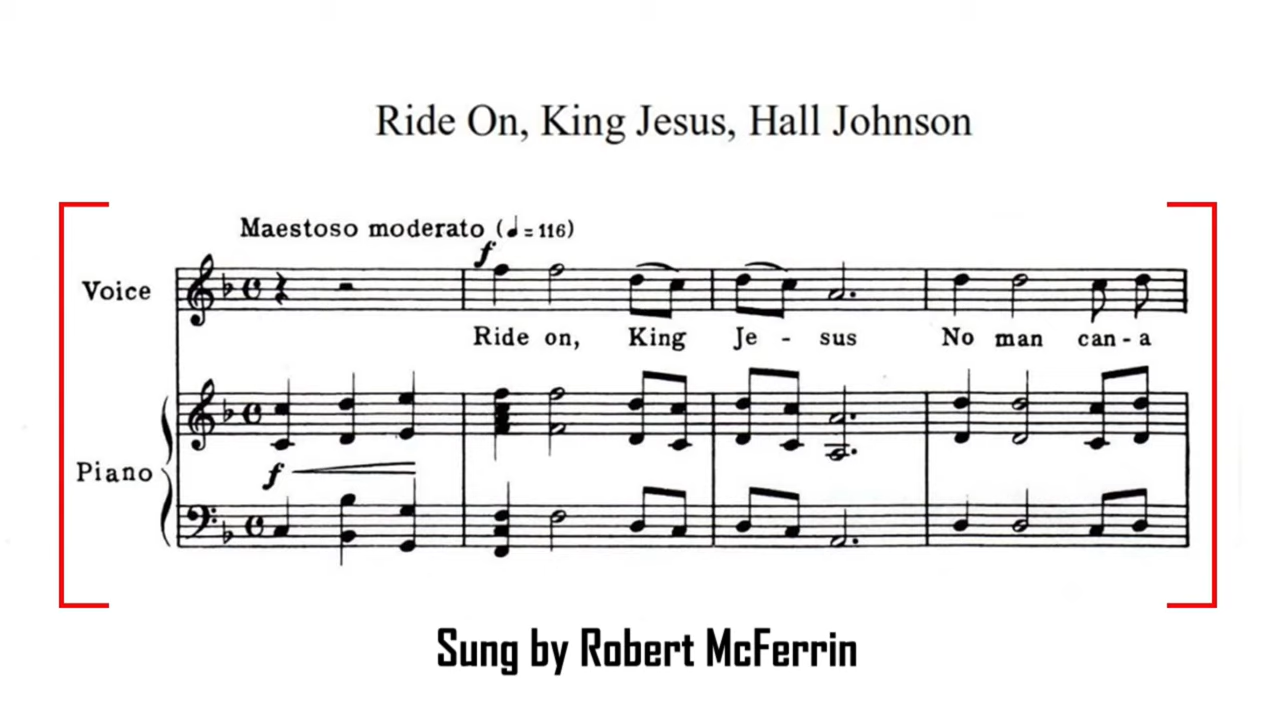 Ride On, King Jesus, Hall Johnson
Maestoso moderato (♩ = 116)
f
Voice
Ride on, King Je - sus No man can - a
Piano
f
Sung by Robert McFerrin